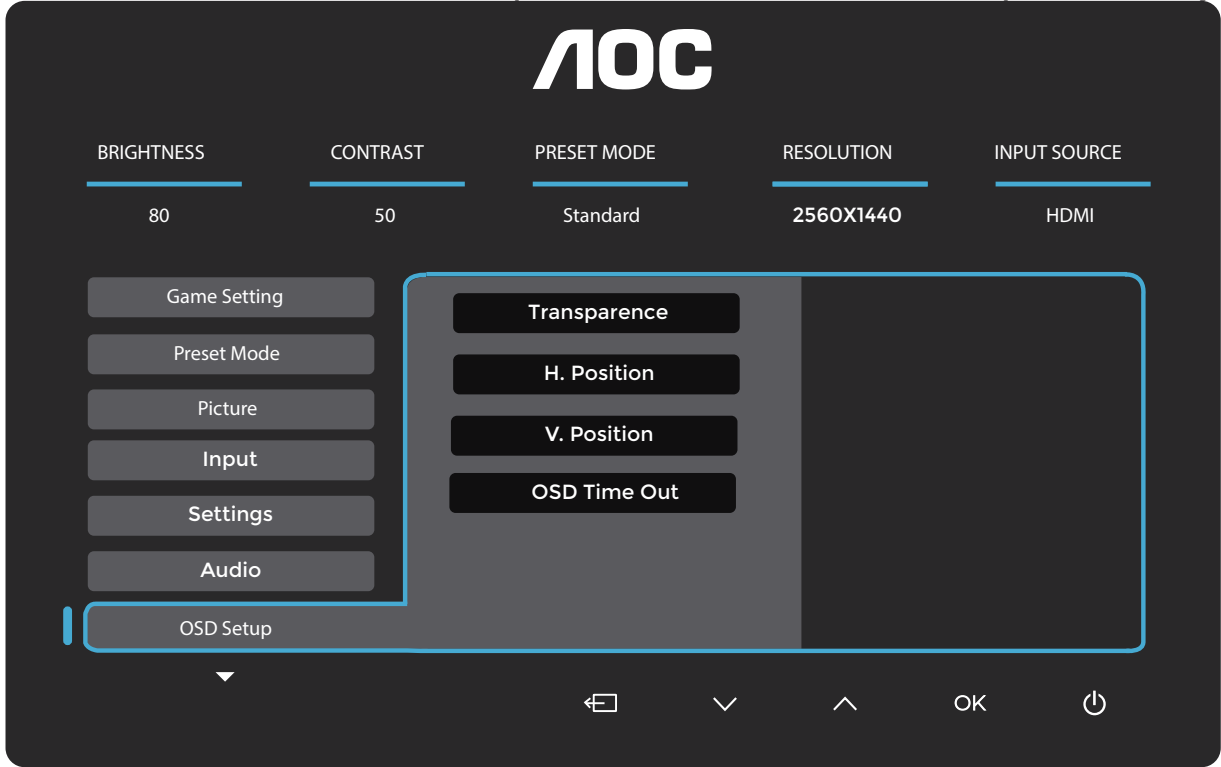 AOC
BRIGHTNESS CONTRAST PRESET MODE RESOLUTION INPUT SOURCE
80 50 Standard 2560X1440 HDMI
Game Setting
Preset Mode
Picture
Input
Settings
Audio
OSD Setup
Transparence
H. Position
V. Position
OSD Time Out
OK